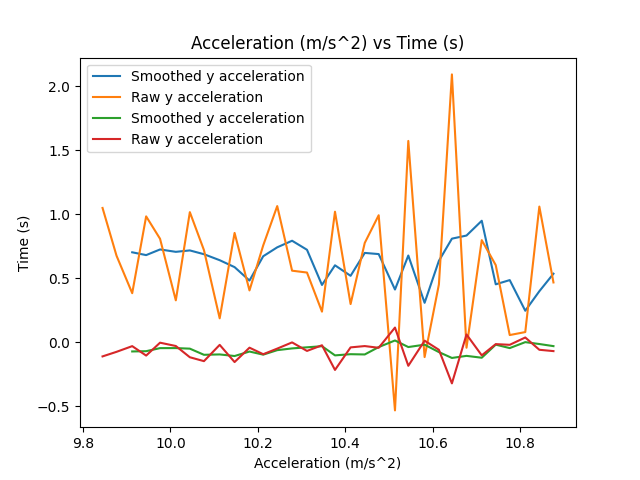 Acceleration (m/s^2) vs Time (s)
Smoothed y acceleration
Raw y acceleration
Smoothed y acceleration
Raw y acceleration
2.0
1.5
1.0
0.5
0.0
−0.5
Time (s)
9.8 10.0 10.2 10.4 10.6 10.8
Acceleration (m/s^2)